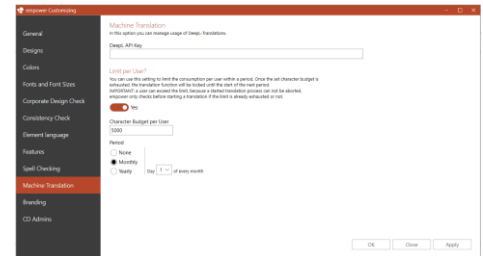 empower Customizing
General
Designs
Colors
Fonts and Font Sizes
Corporate Design Check
Consistency Check
Element language
Features
Spell Checking
Machine Translation
Branding
CD Admins
Machine Translation
In this option you can manage usage of DeepL-Translations.
DeepL API Key
Limit per User?
You can use this setting to limit the consumption per user within a period. Once the set character budget is
exhausted the translation function will be locked until the start of the next period.
IMPORTANT! a user can exceed the limit, because a started translation process can not be aborted.
empower only checks before starting a translation if the limit is already exhausted or not.
Yes
Character Budget per User
5000
Period
None
Monthly
Yearly
Day 1 of every month
OK
Close
Apply